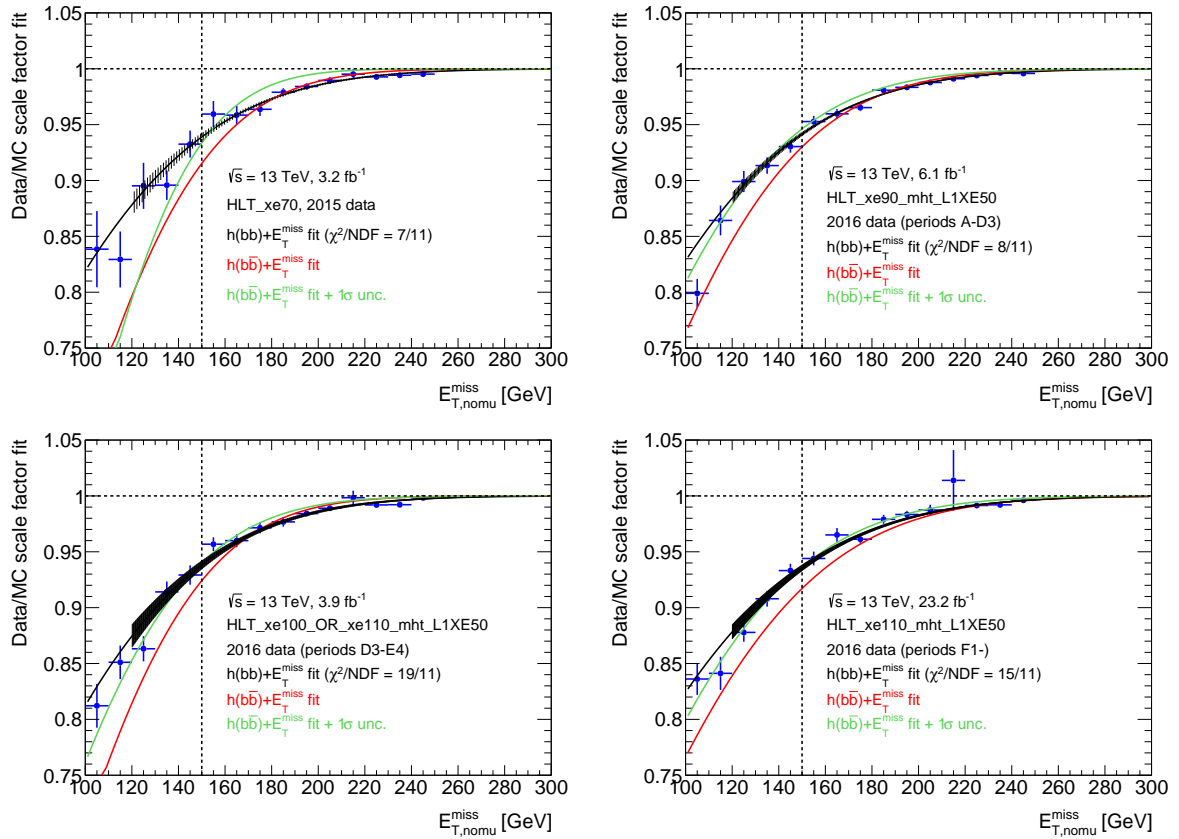 Data/MC scale factor fit
1.05
1
0.95
0.9
0.85
0.8
0.75
√s = 13 TeV, 3.2 fb⁻¹
HLT_xe70, 2015 data
h(bb)+E_T^miss fit (χ²/NDF = 7/11)
h(bb̅)+E_T^miss fit
h(bb̅)+E_T^miss fit + 1σ unc.
100 120 140 160 180 200 220 240 260 280 300
E_T,nomu^miss [GeV]
Data/MC scale factor fit
1.05
1
0.95
0.9
0.85
0.8
0.75
√s = 13 TeV, 6.1 fb⁻¹
HLT_xe90_mht_L1XE50
2016 data (periods A-D3)
h(bb)+E_T^miss fit (χ²/NDF = 8/11)
h(bb̅)+E_T^miss fit
h(bb̅)+E_T^miss fit + 1σ unc.
100 120 140 160 180 200 220 240 260 280 300
E_T,nomu^miss [GeV]
Data/MC scale factor fit
1.05
1
0.95
0.9
0.85
0.8
0.75
√s = 13 TeV, 3.9 fb⁻¹
HLT_xe100_OR_xe110_mht_L1XE50
2016 data (periods D3-E4)
h(bb)+E_T^miss fit (χ²/NDF = 19/11)
h(bb̅)+E_T^miss fit
h(bb̅)+E_T^miss fit + 1σ unc.
100 120 140 160 180 200 220 240 260 280 300
E_T,nomu^miss [GeV]
Data/MC scale factor fit
1.05
1
0.95
0.9
0.85
0.8
0.75
√s = 13 TeV, 23.2 fb⁻¹
HLT_xe110_mht_L1XE50
2016 data (periods F1-)
h(bb)+E_T^miss fit (χ²/NDF = 15/11)
h(bb̅)+E_T^miss fit
h(bb̅)+E_T^miss fit + 1σ unc.
100 120 140 160 180 200 220 240 260 280 300
E_T,nomu^miss [GeV]